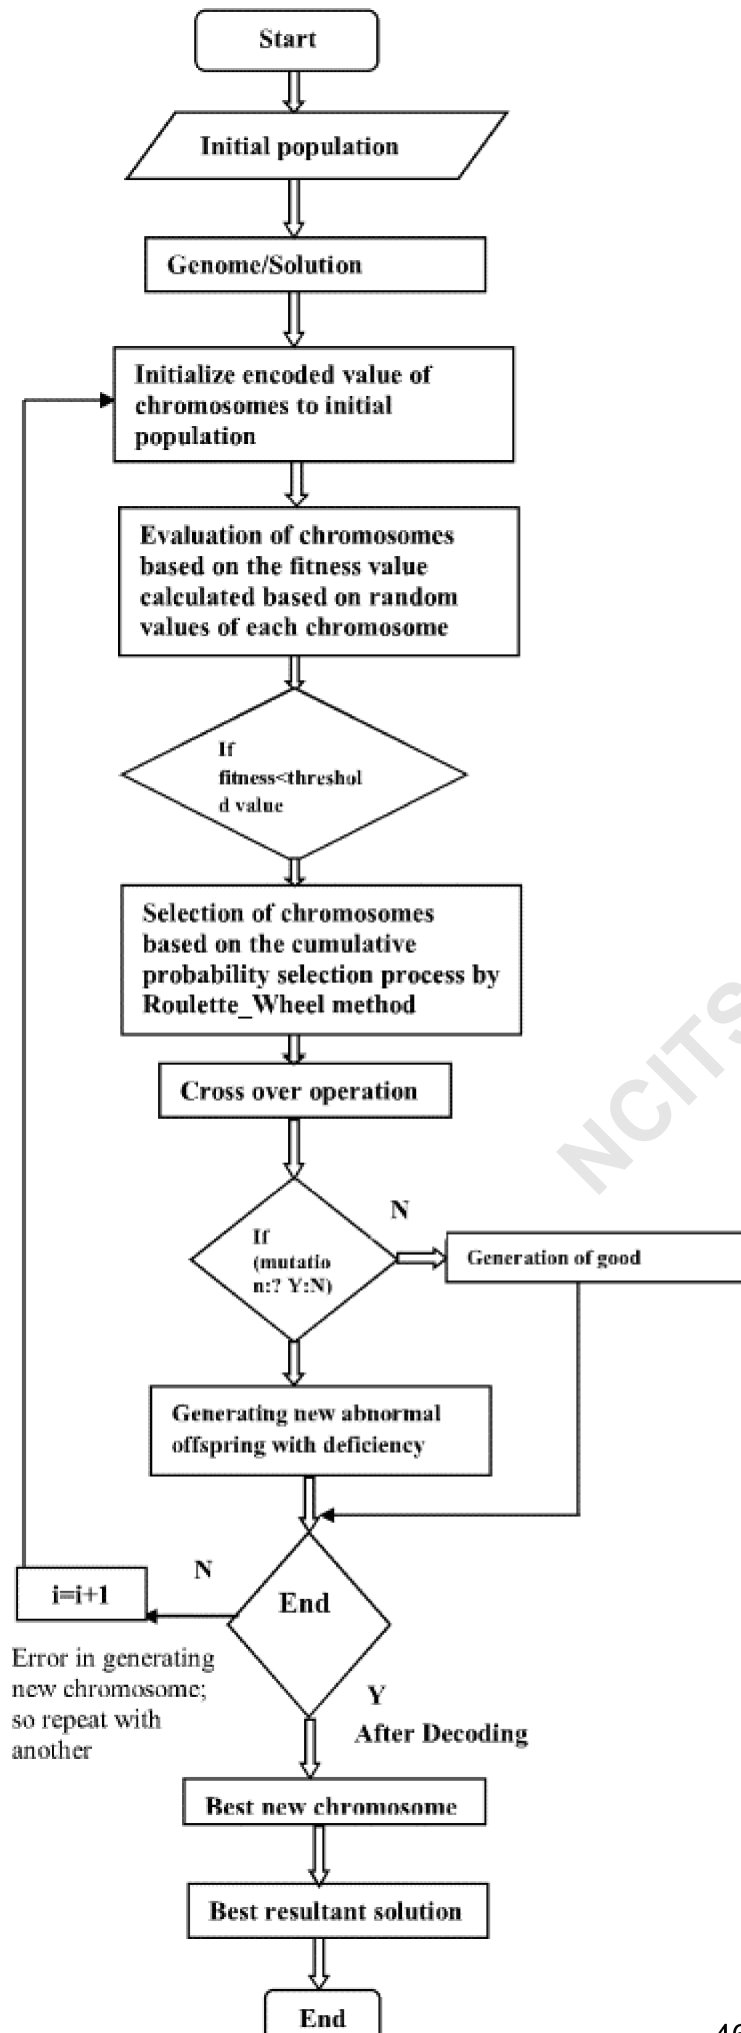 Start
Initial population
Genome/Solution
Initialize encoded value of
chromosomes to initial
population
Evaluation of chromosomes
based on the fitness value
calculated based on random
values of each chromosome
If
fitness<threshol
d value
Selection of chromosomes
based on the cumulative
probability selection process by
Roulette_Wheel method
NCITS
Cross over operation
N
If
(mutatio
n:? Y:N)
Generation of good
Generating new abnormal
offspring with deficiency
N
i=i+1
End
Error in generating
new chromosome;
so repeat with
another
Y
After Decoding
Best new chromosome
Best resultant solution
End